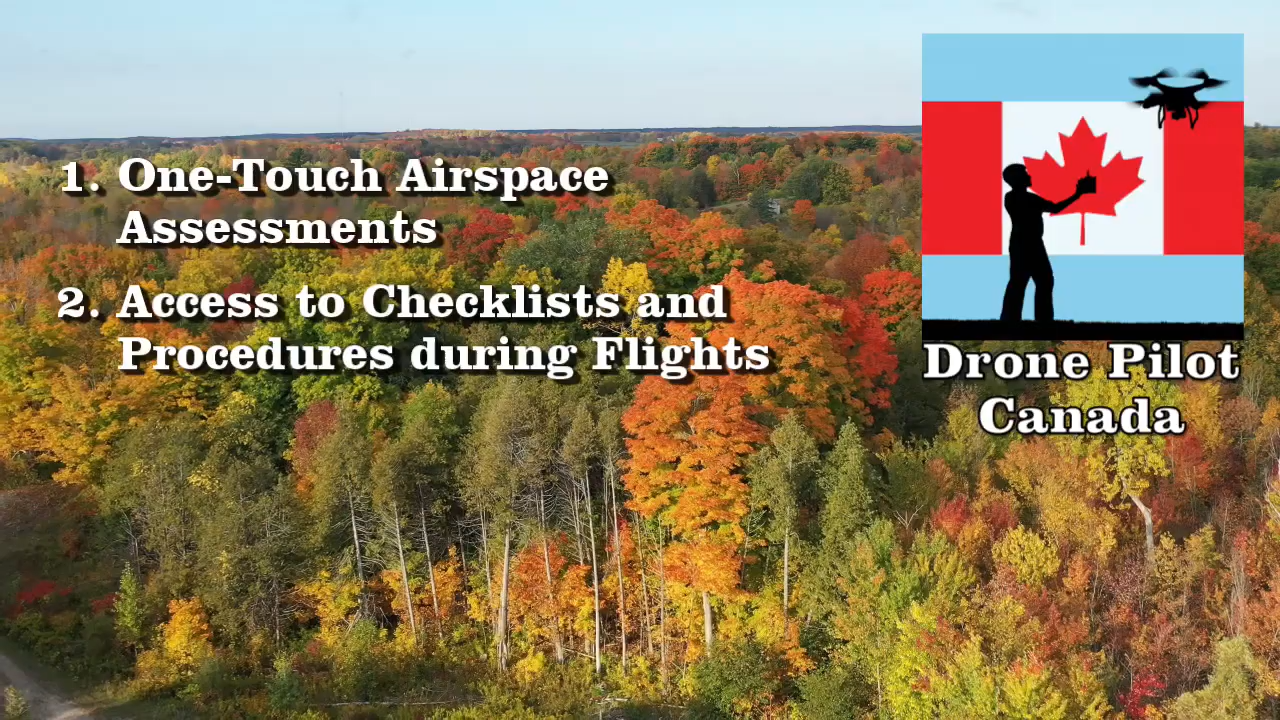 1. One-Touch Airspace
Assessments
2. Access to Checklists and
Procedures during Flights
Drone Pilot
Canada